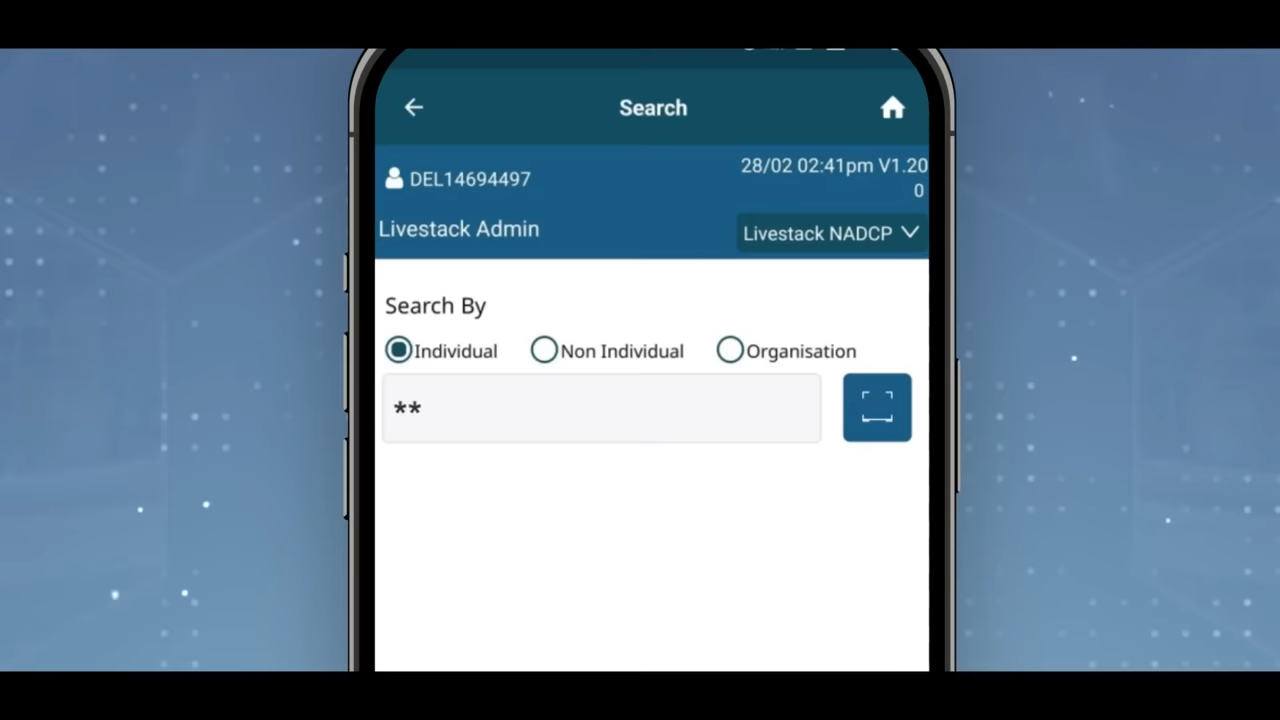 Search
DEL14694497
28/02 02:41pm V1.20
0
Livestack Admin
Livestack NADCP
Search By
Individual Non Individual Organisation
**